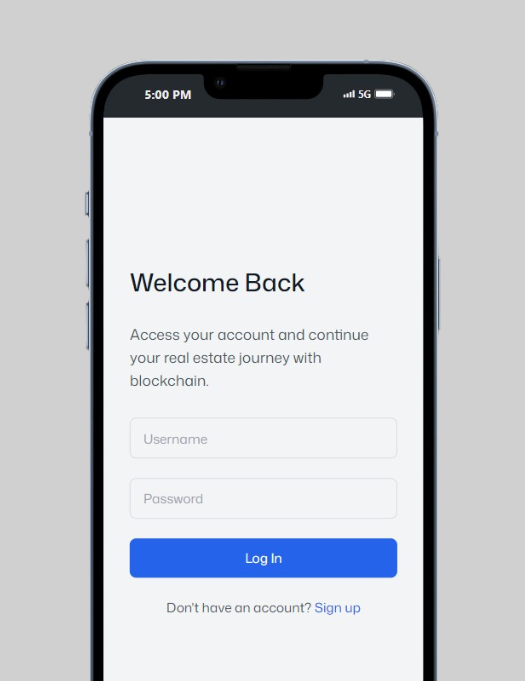 5:00 PM 5G
Welcome Back
Access your account and continue
your real estate journey with
blockchain.
Username
Password
Log In
Don't have an account? Sign up